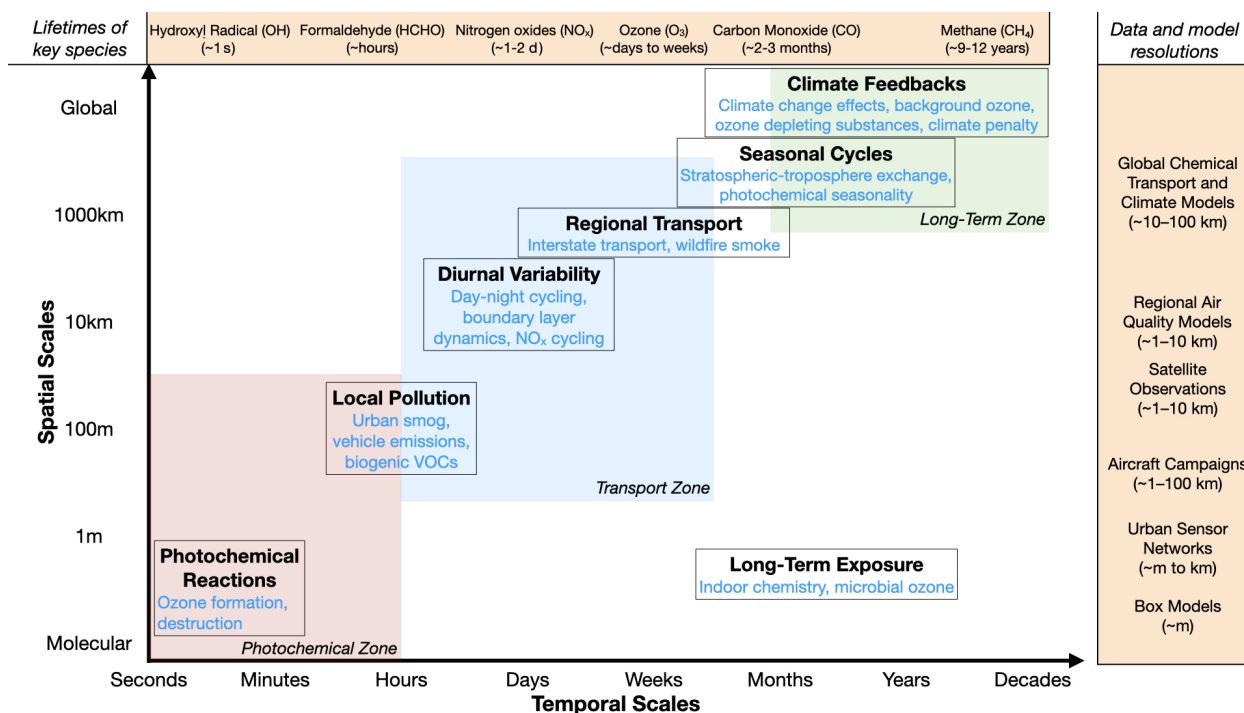 Lifetimes of
key species
Hydroxyl Radical (OH)
(~1 s)
Formaldehyde (HCHO)
(~hours)
Nitrogen oxides (NOₓ)
(~1-2 d)
Ozone (O₃)
(~days to weeks)
Carbon Monoxide (CO)
(~2-3 months)
Methane (CH₄)
(~9-12 years)
Data and model
resolutions
Spatial Scales
Global
1000km
10km
100m
1m
Molecular
Climate Feedbacks
Climate change effects, background ozone,
ozone depleting substances, climate penalty
Seasonal Cycles
Stratospheric-troposphere exchange,
photochemical seasonality
Long-Term Zone
Regional Transport
Interstate transport, wildfire smoke
Diurnal Variability
Day-night cycling,
boundary layer
dynamics, NOₓ cycling
Local Pollution
Urban smog,
vehicle emissions,
biogenic VOCs
Transport Zone
Photochemical
Reactions
Ozone formation,
destruction
Photochemical Zone
Long-Term Exposure
Indoor chemistry, microbial ozone
Seconds
Minutes
Hours
Days
Weeks
Months
Years
Decades
Temporal Scales
Global Chemical
Transport and
Climate Models
(~10–100 km)
Regional Air
Quality Models
(~1–10 km)
Satellite
Observations
(~1–10 km)
Aircraft Campaigns
(~1–100 km)
Urban Sensor
Networks
(~m to km)
Box Models
(~m)